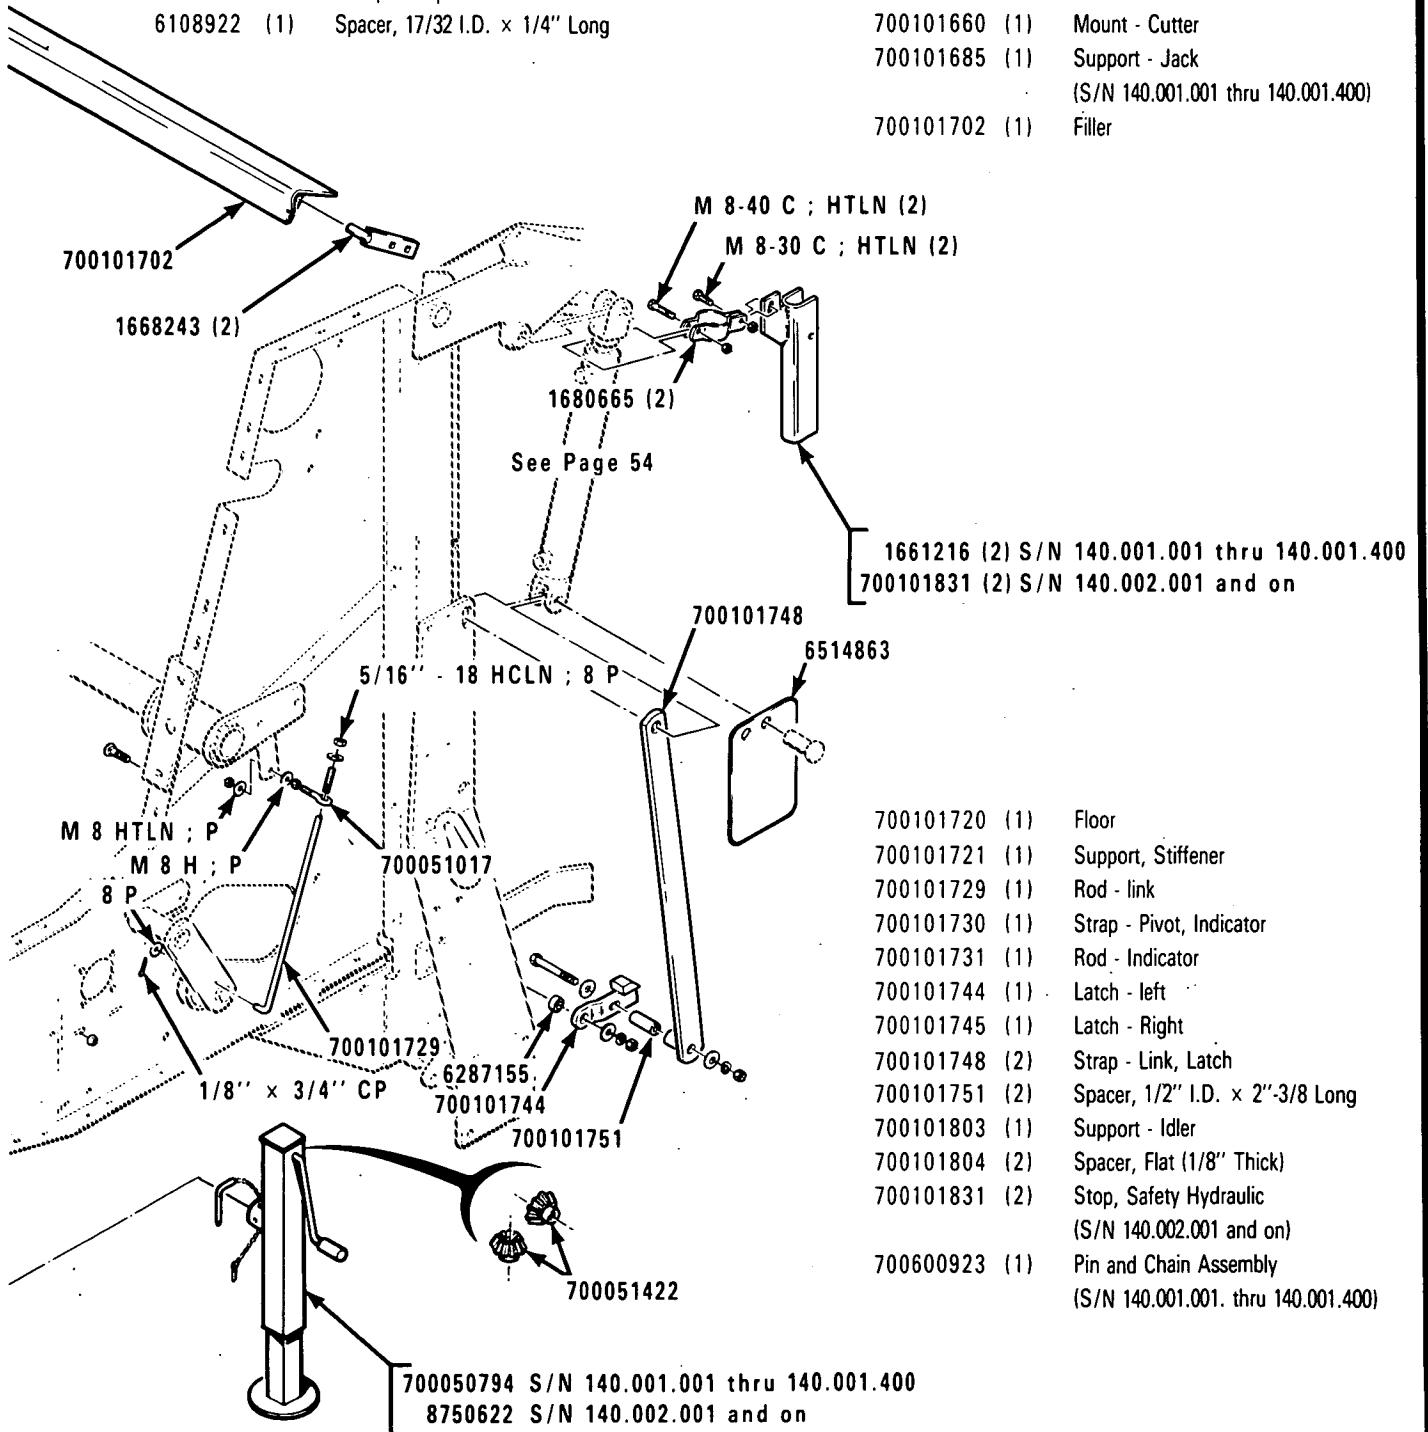 6108922 (1) Spacer, 17/32 I.D. × 1/4'' Long
700101660 (1) Mount - Cutter
700101685 (1) Support - Jack
(S/N 140.001.001 thru 140.001.400)
700101702 (1) Filler
M 8-40 C ; HTLN (2)
M 8-30 C ; HTLN (2)
700101702
1668243 (2)
1680665 (2)
See Page 54
1661216 (2) S/N 140.001.001 thru 140.001.400
700101831 (2) S/N 140.002.001 and on
700101748
6514863
5/16'' - 18 HCLN ; 8 P
M 8 HTLN ; P
M 8 H ; P
8 P
700051017
700101729
1/8'' × 3/4'' CP
6287155
700101744
700101751
700101720 (1) Floor
700101721 (1) Support, Stiffener
700101729 (1) Rod - link
700101730 (1) Strap - Pivot, Indicator
700101731 (1) Rod - Indicator
700101744 (1) Latch - left
700101745 (1) Latch - Right
700101748 (2) Strap - Link, Latch
700101751 (2) Spacer, 1/2'' I.D. × 2''-3/8 Long
700101803 (1) Support - Idler
700101804 (2) Spacer, Flat (1/8'' Thick)
700101831 (2) Stop, Safety Hydraulic
(S/N 140.002.001 and on)
700600923 (1) Pin and Chain Assembly
(S/N 140.001.001. thru 140.001.400)
700051422
700050794 S/N 140.001.001 thru 140.001.400
8750622 S/N 140.002.001 and on